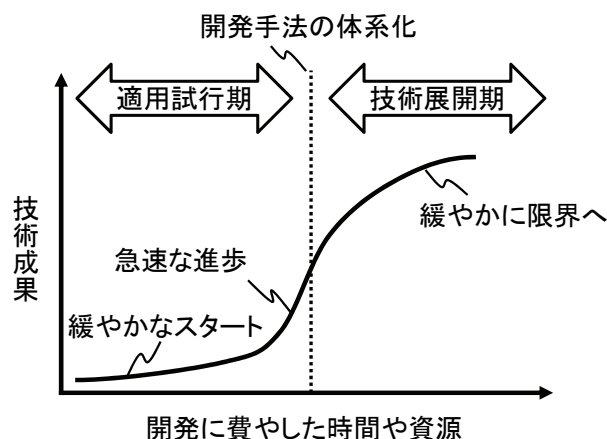 開発手法の体系化
適用試行期
技術展開期
技術成果
緩やかに限界へ
急速な進歩
緩やかなスタート
開発に費やした時間や資源